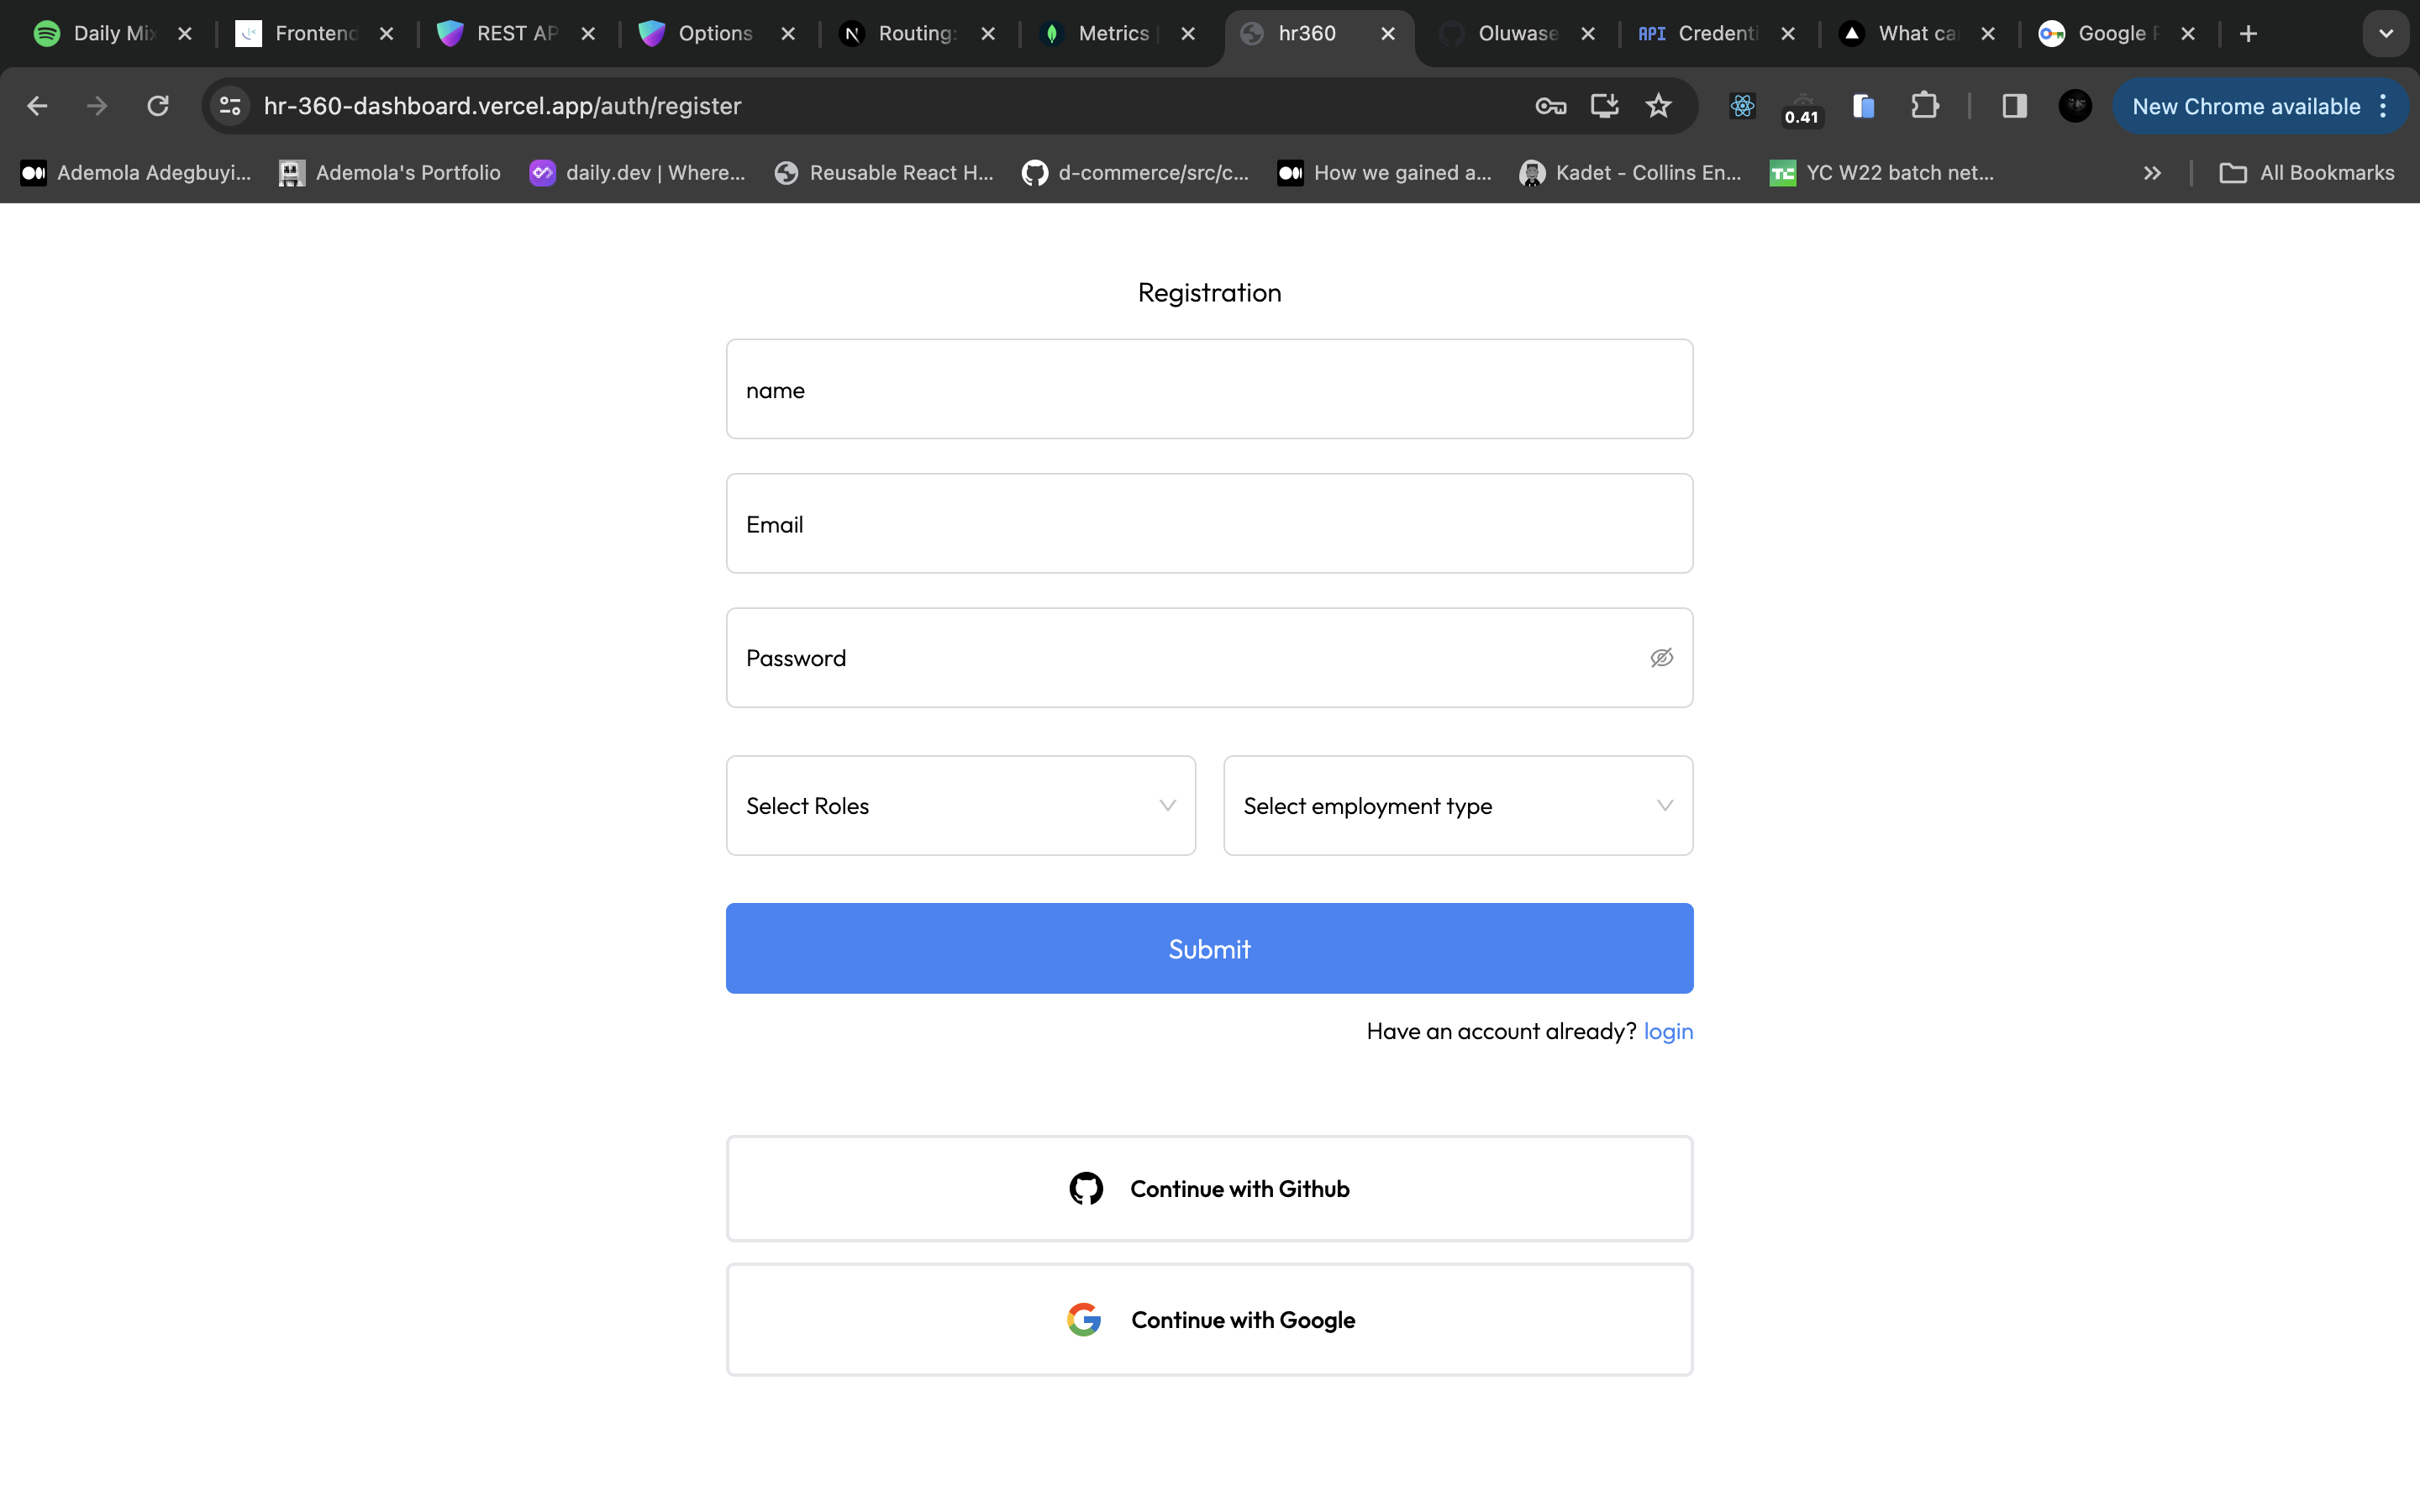 Daily Mix Frontend REST AP Options Routing: Metrics hr360 Oluwase API Credenti What ca Google P
hr-360-dashboard.vercel.app/auth/register 0.41 New Chrome available
Ademola Adegbuyi... Ademola's Portfolio daily.dev | Where... Reusable React H... d-commerce/src/c... How we gained a... Kadet - Collins En... TC YC W22 batch net... All Bookmarks
Registration
name
Email
Password
Select Roles Select employment type
Submit
Have an account already? login
Continue with Github
Continue with Google